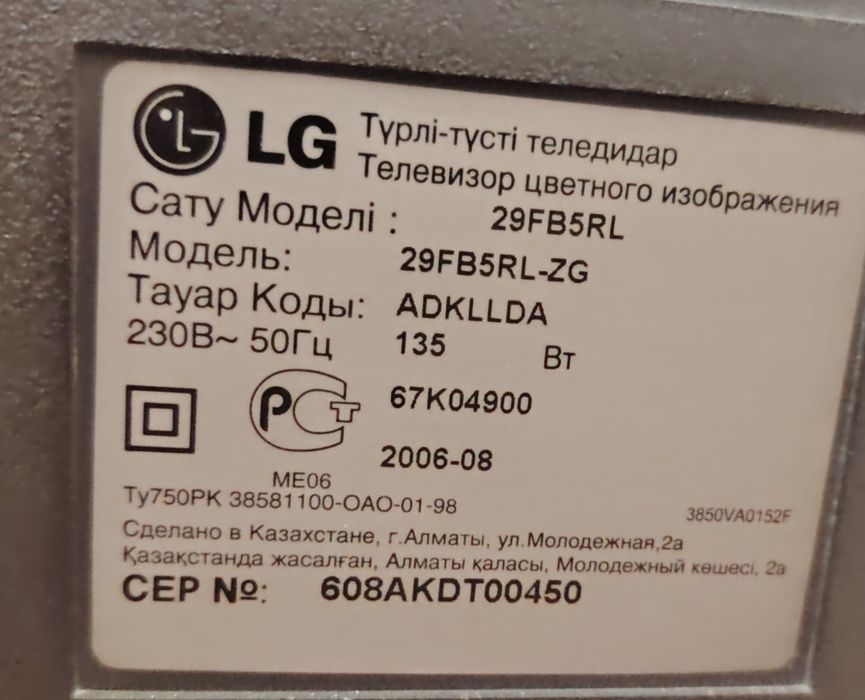 LG Түрлі-түсті теледидар
Телевизор цветного изображения
Сату Моделі : 29FB5RL
Модель: 29FB5RL-ZG
Тауар Коды: ADKLLDA
230В~ 50Гц 135 Вт
РСТ 67K04900
ME06 2006-08
Ту750РК 38581100-ОАО-01-98
3850VA0152F
Сделано в Казахстане, г.Алматы, ул.Молодежная,2а
Қазақстанда жасалған, Алматы қаласы, Молодежный көшесі, 2а
СЕР №: 608AKDT00450